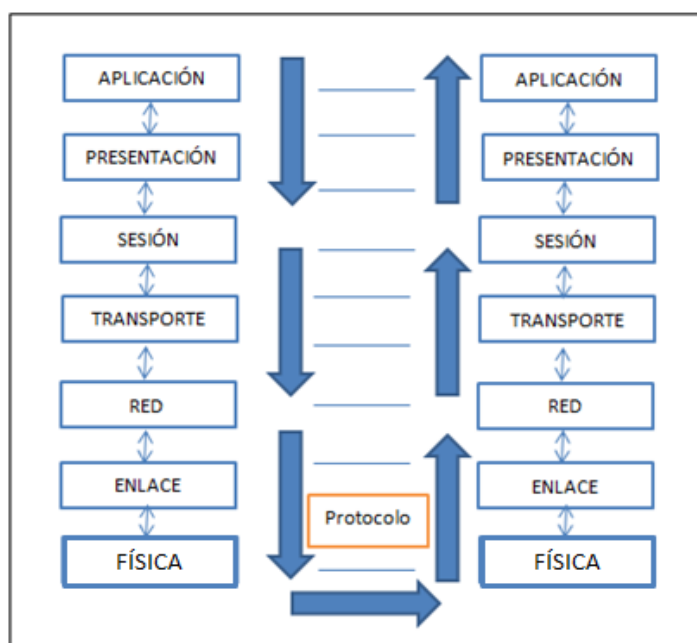 APLICACIÓN
PRESENTACIÓN
SESIÓN
TRANSPORTE
RED
ENLACE
FÍSICA
Protocolo
APLICACIÓN
PRESENTACIÓN
SESIÓN
TRANSPORTE
RED
ENLACE
FÍSICA